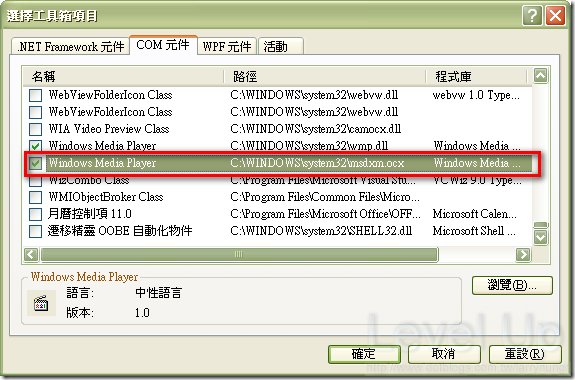 選擇工具箱項目
.NET Framework 元件 COM 元件 WPF 元件 活動
名稱 路徑 程式庫
WebViewFolderIcon Class C:\WINDOWS\system32\webvw.dll webvw 1.0 Type...
WebViewFolderIcon Class C:\WINDOWS\system32\webvw.dll
WIA Video Preview Class C:\WINDOWS\system32\camocx.dll
Windows Media Player C:\WINDOWS\system32\wmp.dll Windows Media ...
Windows Media Player C:\WINDOWS\system32\msdxm.ocx Windows Media ...
WizCombo Class C:\Program Files\Microsoft Visual Stu... VCWiz 9.0 Type...
WMIObjectBroker Class C:\Program Files\Common Files\Micro...
月曆控制項 11.0 C:\Program Files\Microsoft Office\OFF... Microsoft Calen...
遷移精靈 OOBE 自動化物件 C:\WINDOWS\system32\SHELL32.dll Microsoft Shell ...
Windows Media Player
語言: 中性語言
瀏覽(B)...
版本: 1.0
Level Up
確定 取消 重設(R)